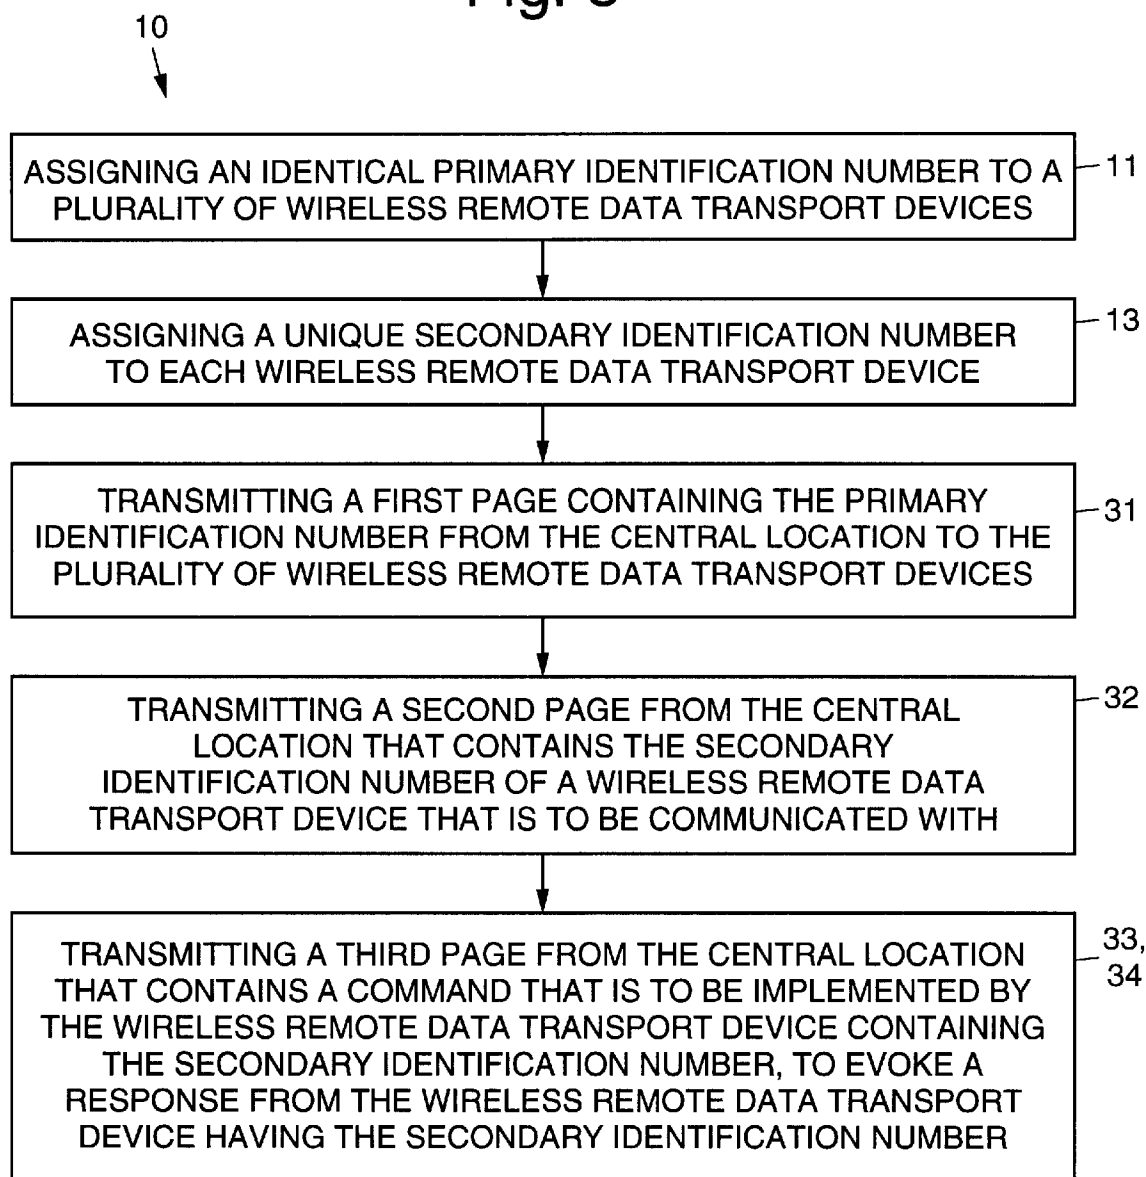 10
ASSIGNING AN IDENTICAL PRIMARY IDENTIFICATION NUMBER TO A
PLURALITY OF WIRELESS REMOTE DATA TRANSPORT DEVICES
11
ASSIGNING A UNIQUE SECONDARY IDENTIFICATION NUMBER
TO EACH WIRELESS REMOTE DATA TRANSPORT DEVICE
13
TRANSMITTING A FIRST PAGE CONTAINING THE PRIMARY
IDENTIFICATION NUMBER FROM THE CENTRAL LOCATION TO THE
PLURALITY OF WIRELESS REMOTE DATA TRANSPORT DEVICES
31
TRANSMITTING A SECOND PAGE FROM THE CENTRAL
LOCATION THAT CONTAINS THE SECONDARY
IDENTIFICATION NUMBER OF A WIRELESS REMOTE DATA
TRANSPORT DEVICE THAT IS TO BE COMMUNICATED WITH
32
TRANSMITTING A THIRD PAGE FROM THE CENTRAL LOCATION
THAT CONTAINS A COMMAND THAT IS TO BE IMPLEMENTED BY
THE WIRELESS REMOTE DATA TRANSPORT DEVICE CONTAINING
THE SECONDARY IDENTIFICATION NUMBER, TO EVOKE A
RESPONSE FROM THE WIRELESS REMOTE DATA TRANSPORT
DEVICE HAVING THE SECONDARY IDENTIFICATION NUMBER
33,
34